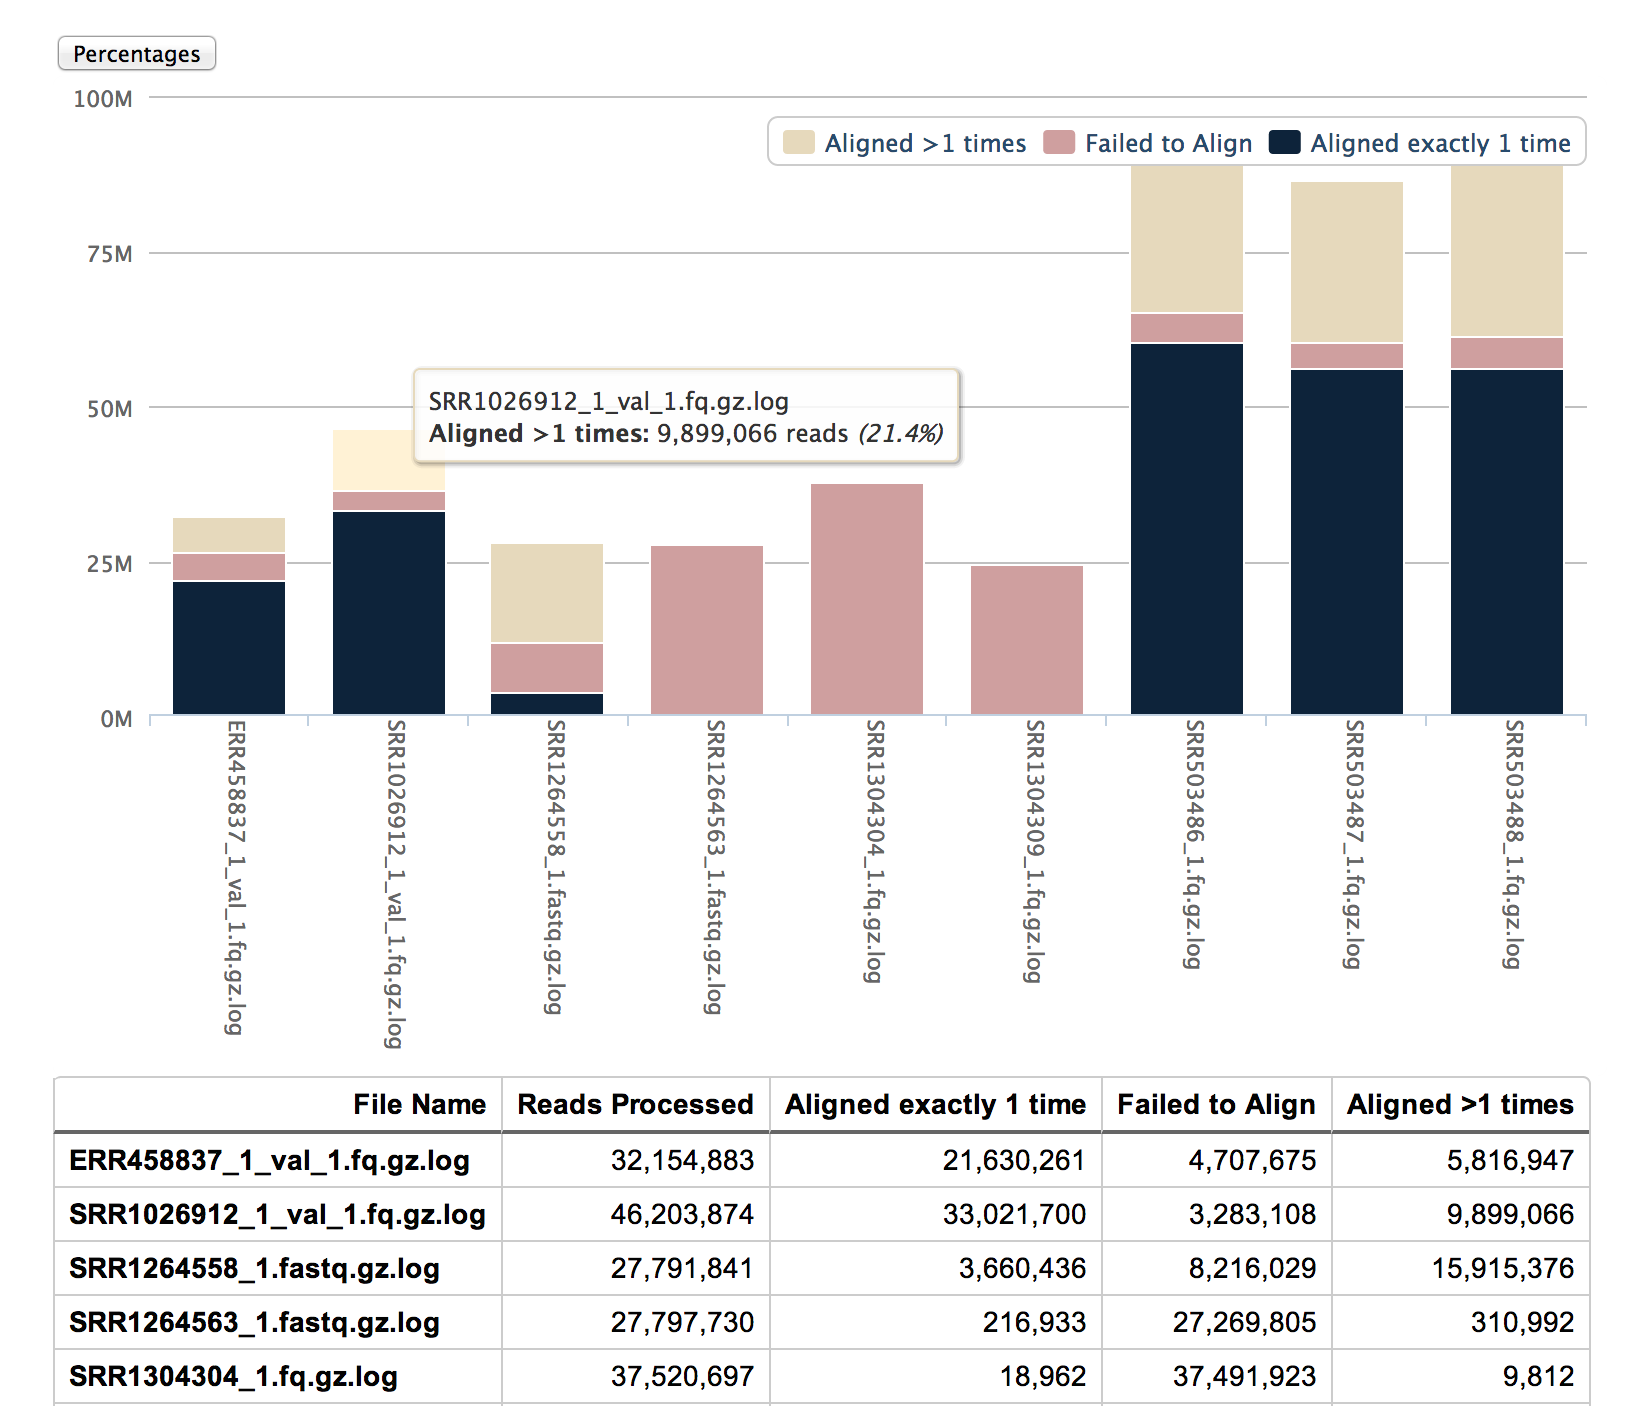 Percentages
100M
Aligned >1 times Failed to Align Aligned exactly 1 time
75M
50M
SRR1026912_1_val_1.fq.gz.log
Aligned >1 times: 9,899,066 reads (21.4%)
25M
0M
ERR458837_1_val_1.fq.gz.log
SRR1026912_1_val_1.fq.gz.log
SRR1264558_1.fastq.gz.log
SRR1264563_1.fastq.gz.log
SRR1304304_1.fq.gz.log
SRR1304309_1.fq.gz.log
SRR503486_1.fq.gz.log
SRR503487_1.fq.gz.log
SRR503488_1.fq.gz.log
File Name Reads Processed Aligned exactly 1 time Failed to Align Aligned >1 times
ERR458837_1_val_1.fq.gz.log 32,154,883 21,630,261 4,707,675 5,816,947
SRR1026912_1_val_1.fq.gz.log 46,203,874 33,021,700 3,283,108 9,899,066
SRR1264558_1.fastq.gz.log 27,791,841 3,660,436 8,216,029 15,915,376
SRR1264563_1.fastq.gz.log 27,797,730 216,933 27,269,805 310,992
SRR1304304_1.fq.gz.log 37,520,697 18,962 37,491,923 9,812